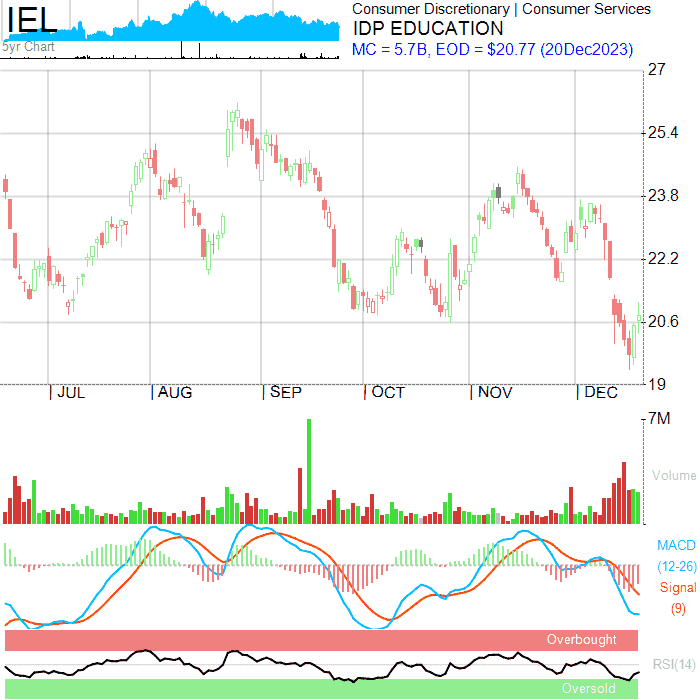 IEL
5yr Chart
Consumer Discretionary | Consumer Services
IDP EDUCATION
MC = 5.7B, EOD = $20.77 (20Dec2023)
27
25.4
23.8
22.2
20.6
19
JUL
AUG
SEP
OCT
NOV
DEC
7M
Volume
MACD
(12-26)
Signal
(9)
Overbought
RSI(14)
Oversold